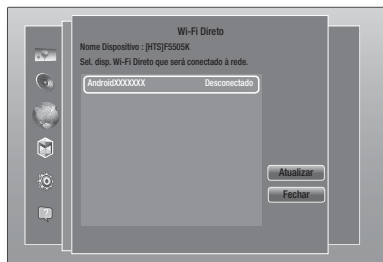 Wi-Fi Direto
Nome Dispositivo : [HTS]F5505K
Sel. disp. Wi-Fi Direto que será conectado à rede.
AndroidXXXXXXX Desconectado
Atualizar
Fechar
?